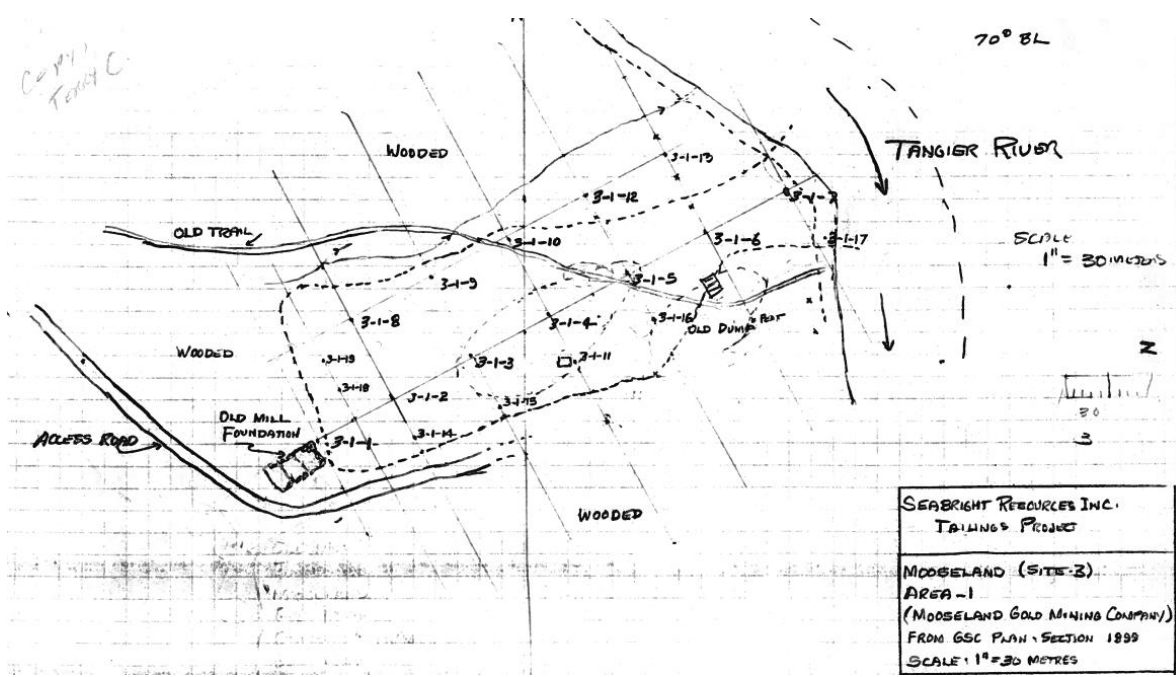 Copy
Terry C.
70° BL
TANGIER RIVER
SCALE
1" = 30 METERS
WOODED
OLD TRAIL
3-1-13
3-1-12
3-1-7
3-1-10
3-1-6
3-1-17
3-1-9
3-1-5
3-1-8
3-1-4
3-1-16
OLD DUMP
WOODED
3-1-19
3-1-3
3-1-11
3-1-18
3-1-2
3-1-15
OLD MILL
FOUNDATION
3-1-1
3-1-14
ACCESS ROAD
WOODED
Z
30
3
SEABRIGHT RESOURCES INC.
TAILINGS PROJECT
MOOSELAND (SITE-3)
AREA-1
(MOOSELAND GOLD MINING COMPANY)
FROM GSC PLAN & SECTION 1899
SCALE: 1" = 30 METRES